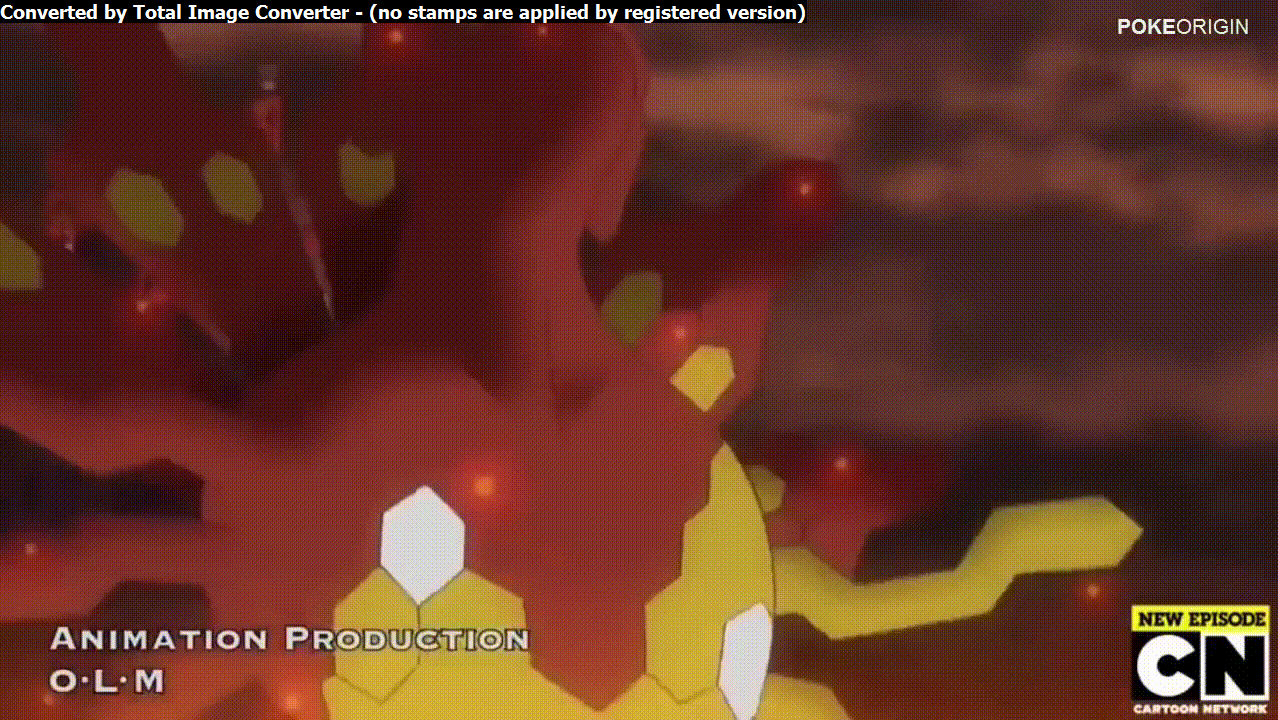 Converted by Total Image Converter - (no stamps are applied by registered version)
POKEORIGIN
ANIMATION PRODUCTION
O·L·M
NEW EPISODE
CN
CARTOON NETWORK